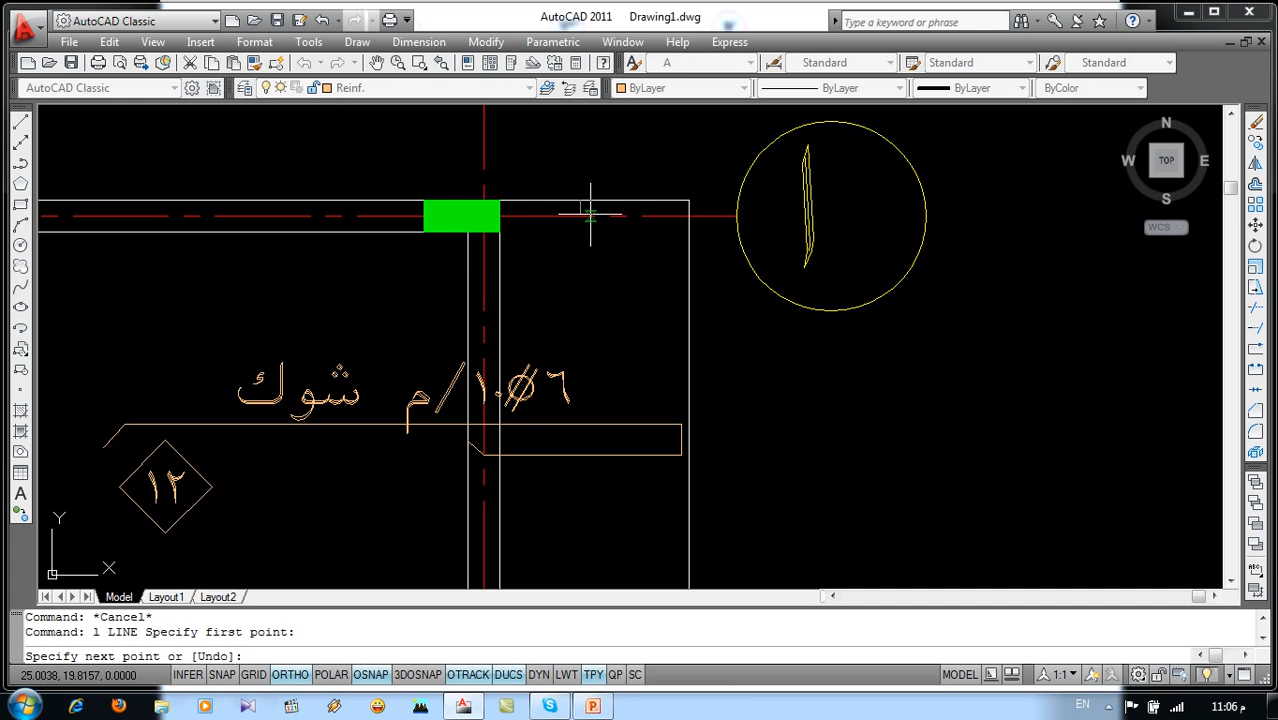 AutoCAD Classic
AutoCAD 2011 Drawing1.dwg
Type a keyword or phrase
File Edit View Insert Format Tools Draw Dimension Modify Parametric Window Help Express
A Standard Standard Standard
AutoCAD Classic Reinf. ByLayer ByLayer ByLayer ByColor
N
W TOP E
S
WCS
١
٦∅١٠/م شوك
١٢
Y
X
Model Layout1 Layout2
Command: *Cancel*
Command: l LINE Specify first point:
Specify next point or [Undo]:
25.0038, 19.8157, 0.0000 INFER SNAP GRID ORTHO POLAR OSNAP 3DOSNAP OTRACK DUCS DYN LWT TPY QP SC MODEL 1:1
EN ١١:٠٦ م